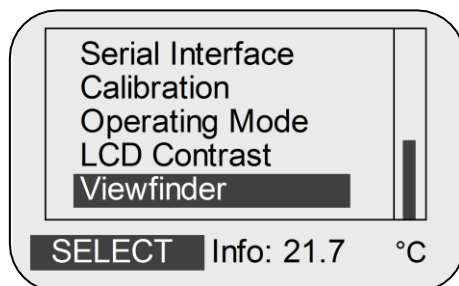 Serial Interface
Calibration
Operating Mode
LCD Contrast
Viewfinder
SELECT Info: 21.7 °C